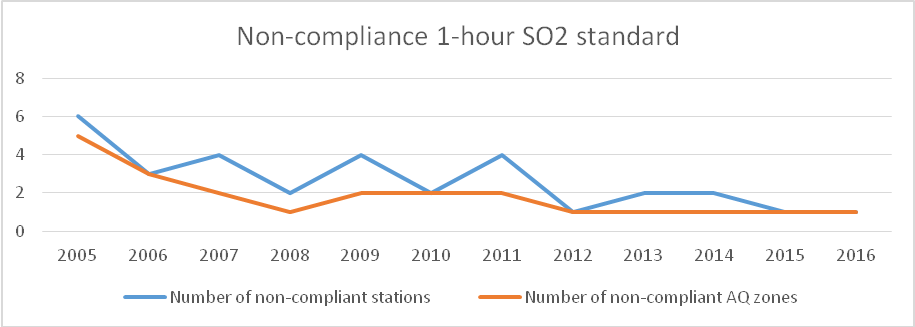 Non-compliance 1-hour SO2 standard
8
6
4
2
0
2005 2006 2007 2008 2009 2010 2011 2012 2013 2014 2015 2016
Number of non-compliant stations Number of non-compliant AQ zones